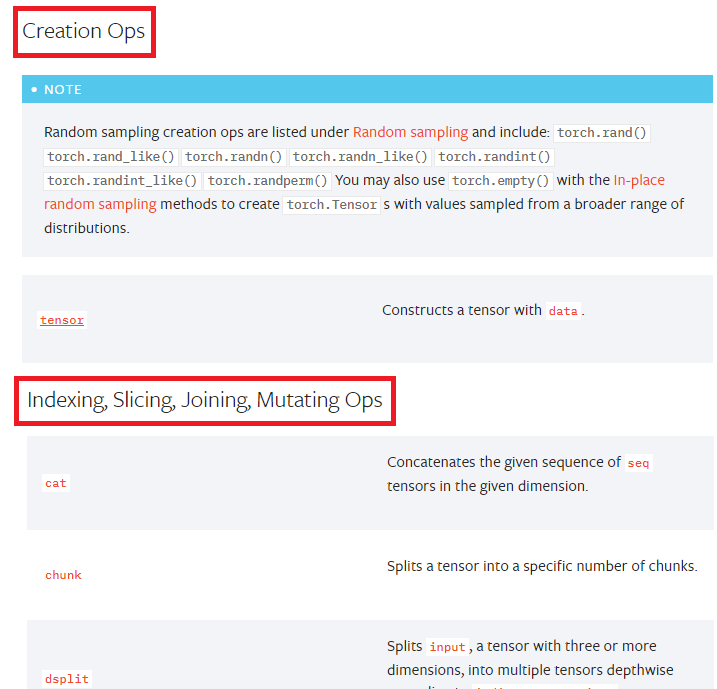 Creation Ops
• NOTE
Random sampling creation ops are listed under Random sampling and include: torch.rand()
torch.rand_like() torch.randn() torch.randn_like() torch.randint()
torch.randint_like() torch.randperm() You may also use torch.empty() with the In-place
random sampling methods to create torch.Tensor s with values sampled from a broader range of
distributions.
tensor
Constructs a tensor with data.
Indexing, Slicing, Joining, Mutating Ops
cat
Concatenates the given sequence of seq
tensors in the given dimension.
chunk
Splits a tensor into a specific number of chunks.
dsplit
Splits input, a tensor with three or more
dimensions, into multiple tensors depthwise